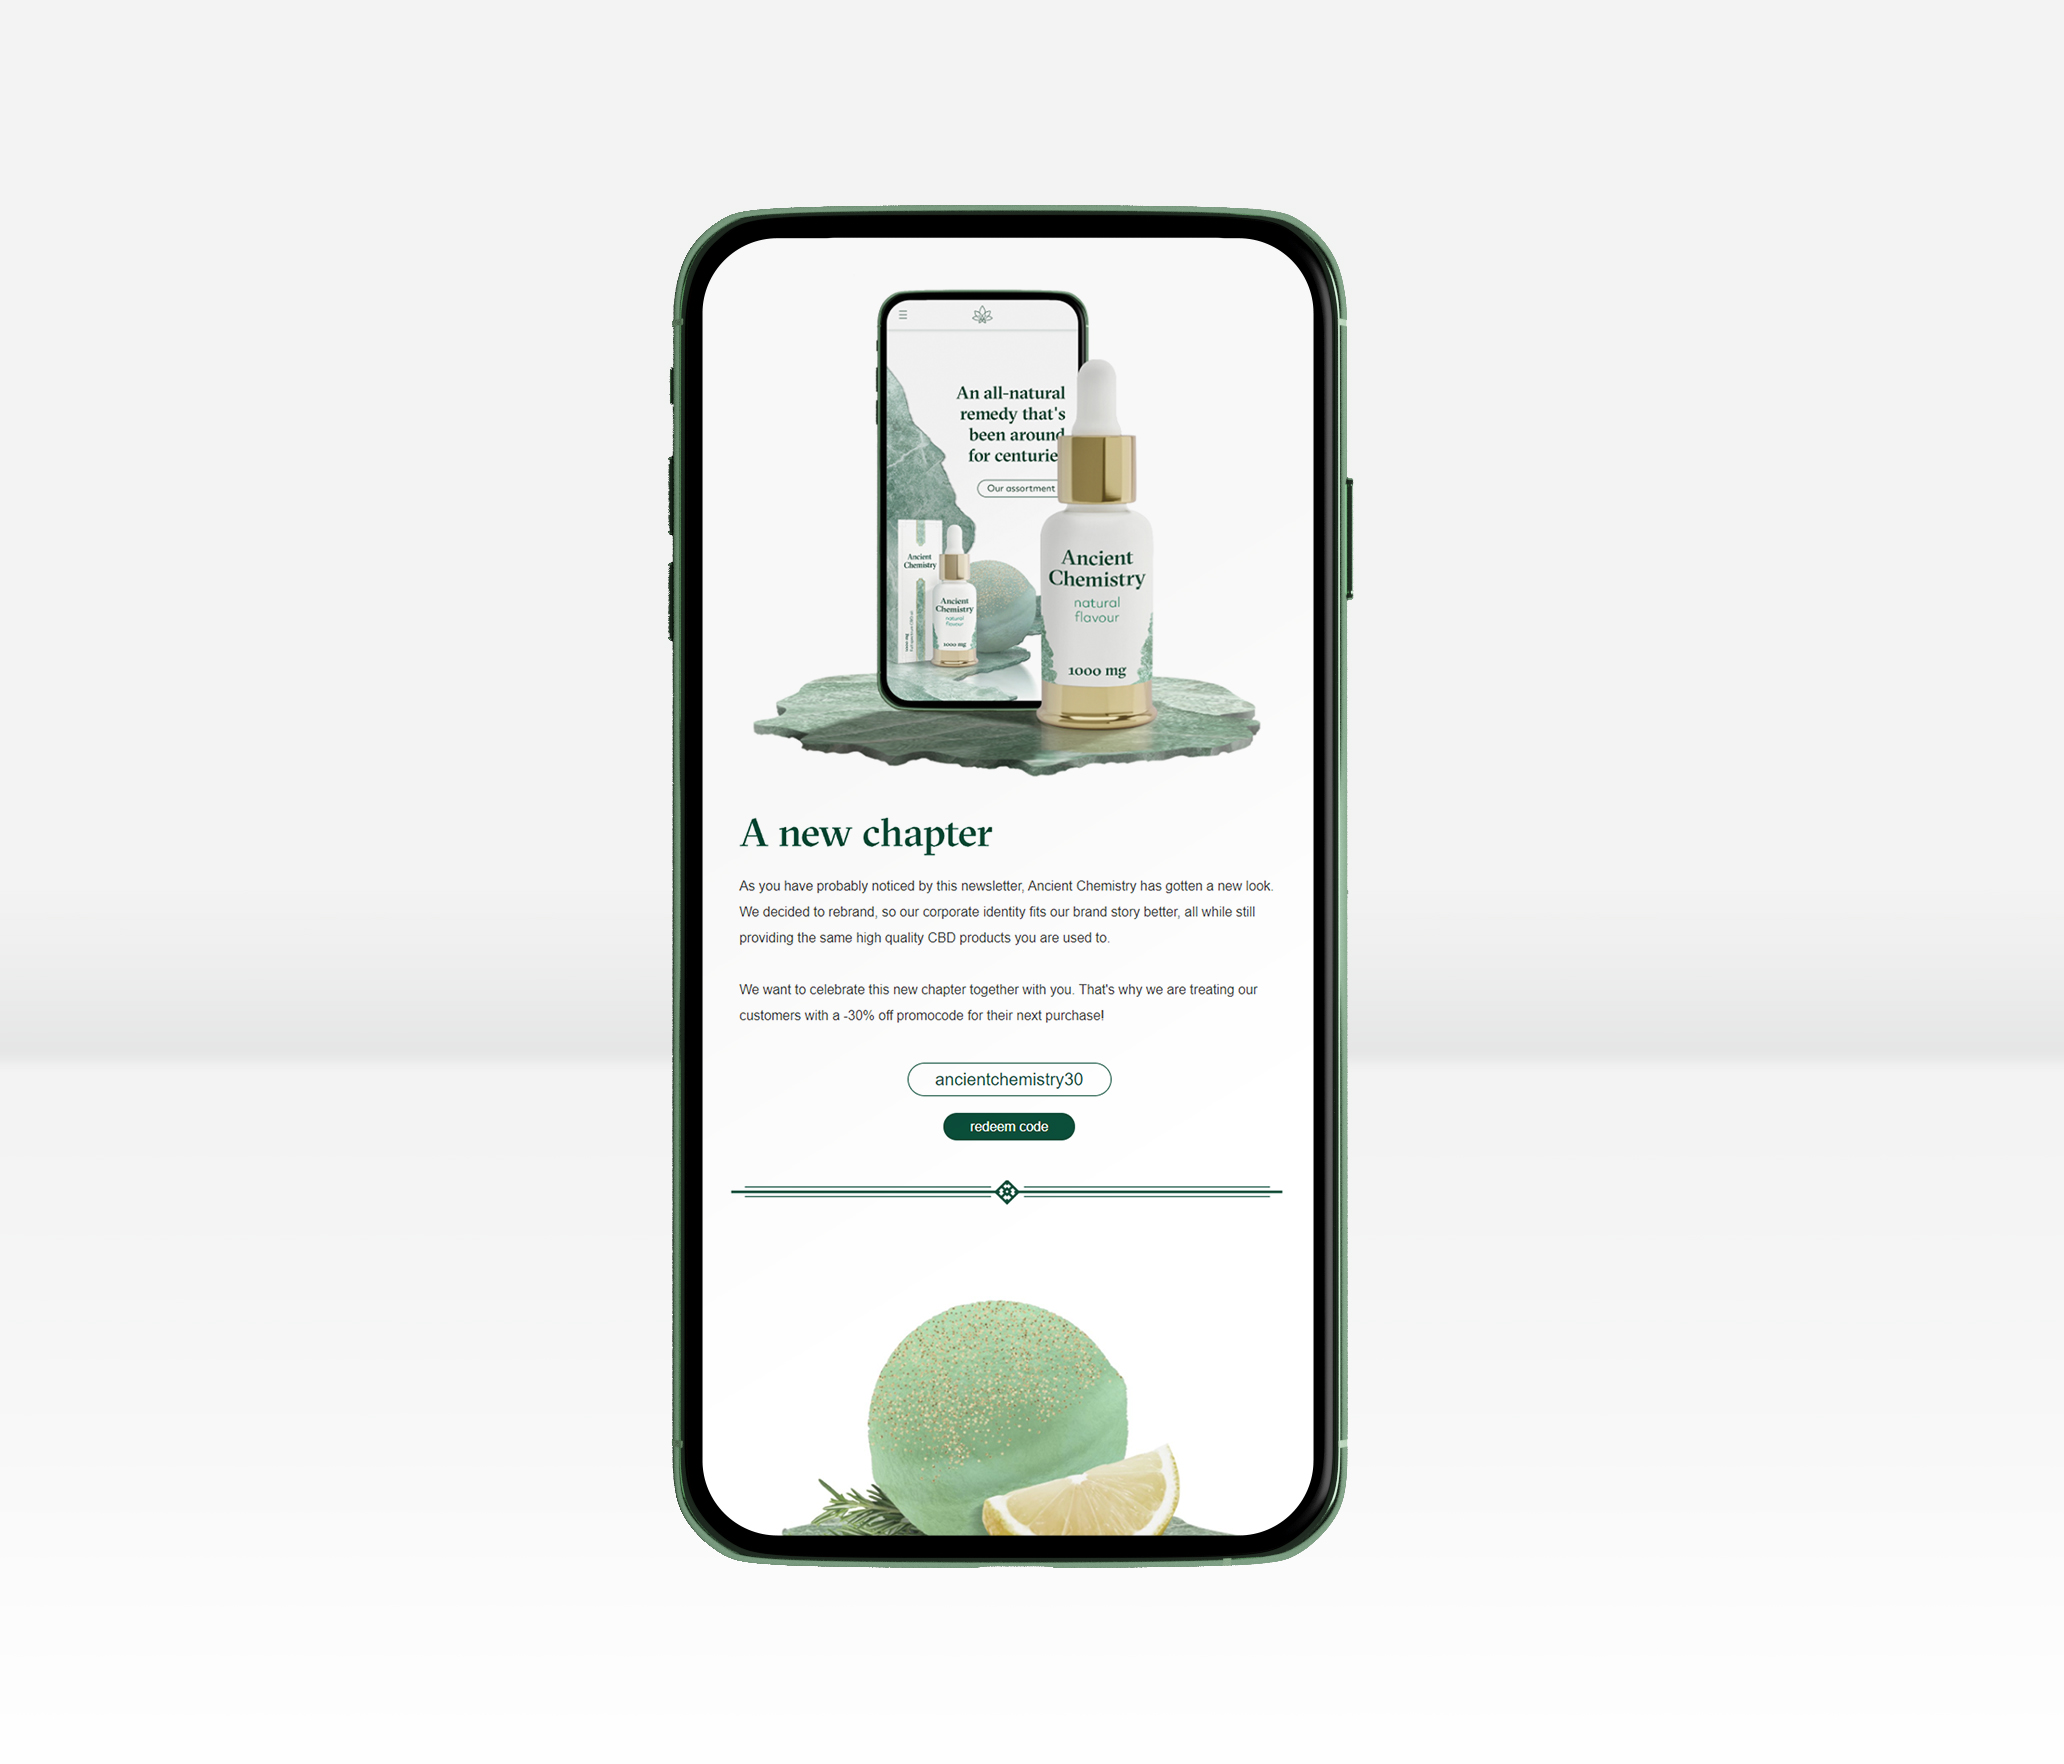 An all-natural
remedy that's
been around
for centurie
Our assortment
Ancient
Chemistry
Ancient
Chemistry
natural
flavour
1000 mg
Ancient
Chemistry
natural
flavour
1000 mg
A new chapter
As you have probably noticed by this newsletter, Ancient Chemistry has gotten a new look.
We decided to rebrand, so our corporate identity fits our brand story better, all while still
providing the same high quality CBD products you are used to.
We want to celebrate this new chapter together with you. That's why we are treating our
customers with a -30% off promocode for their next purchase!
ancientchemistry30
redeem code